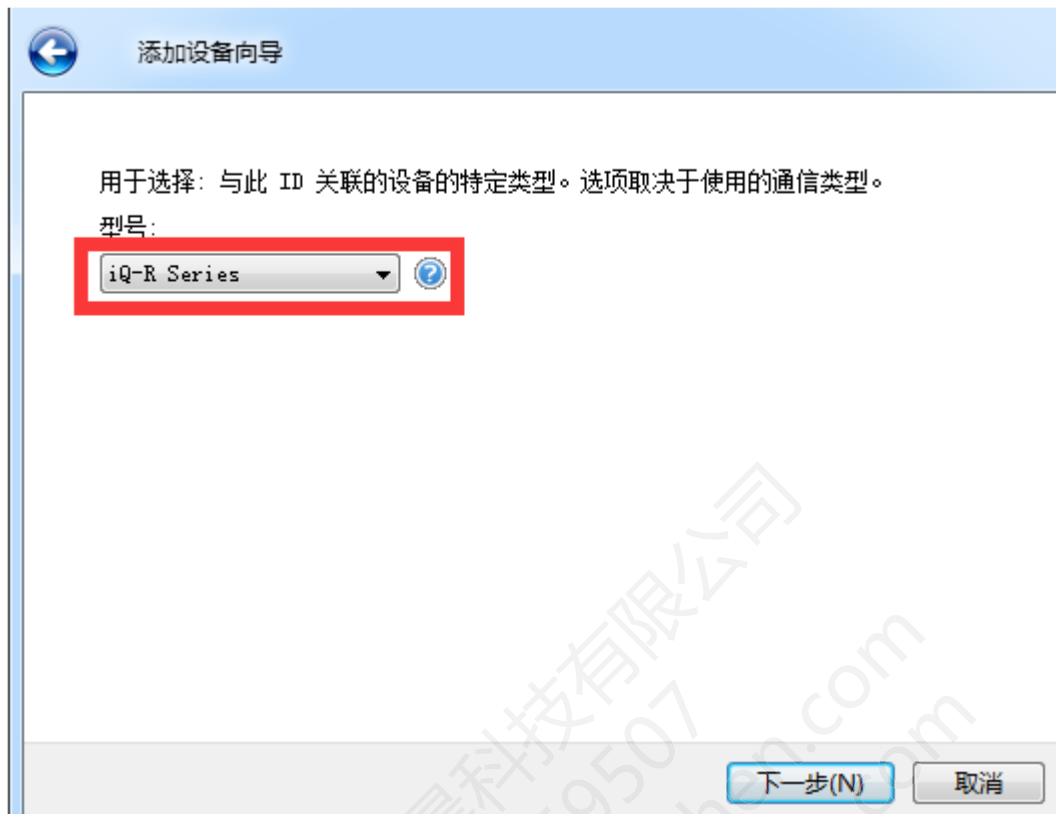 添加设备向导
用于选择: 与此 ID 关联的设备的特定类型。选项取决于使用的通信类型。
型号:
iQ-R Series
下一步(N)
取消